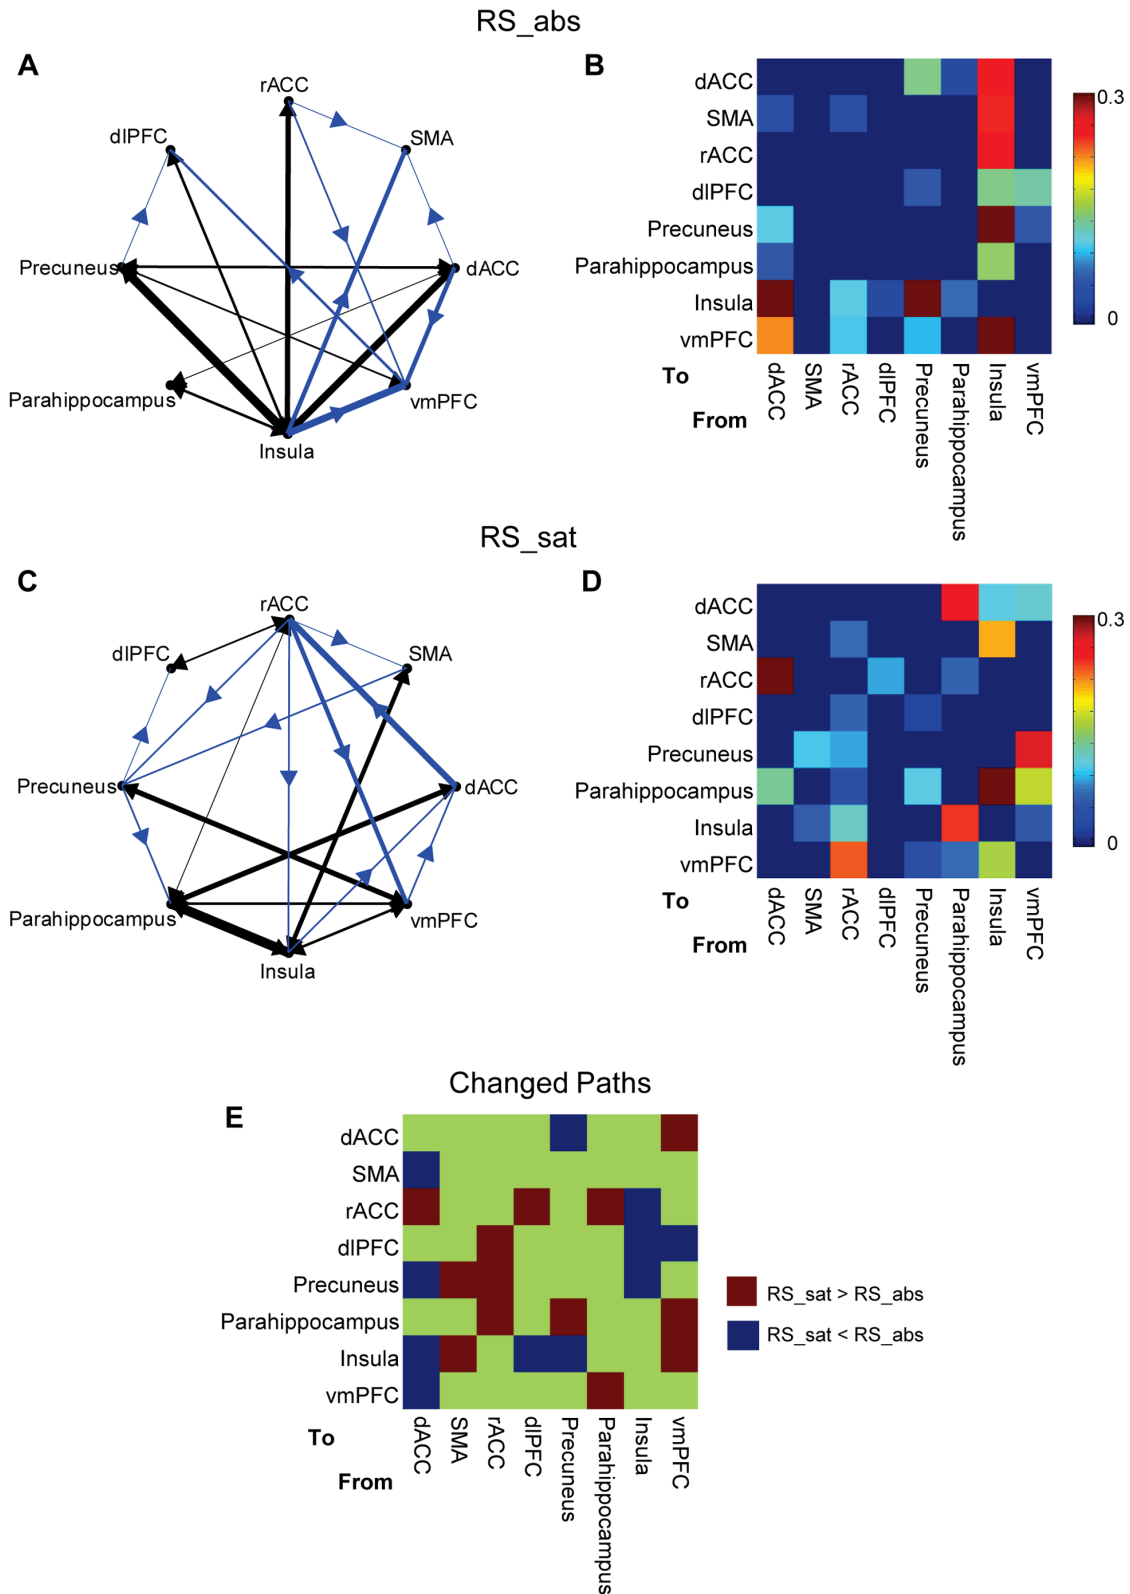 RS_abs
A
rACC
dlPFC
SMA
Precuneus
dACC
Parahippocampus
vmPFC
Insula
B
dACC
SMA
rACC
dlPFC
Precuneus
Parahippocampus
Insula
vmPFC
To
From
dACC
SMA
rACC
dlPFC
Precuneus
Parahippocampus
Insula
vmPFC
0.3
0
RS_sat
C
rACC
dlPFC
SMA
Precuneus
dACC
Parahippocampus
vmPFC
Insula
D
dACC
SMA
rACC
dlPFC
Precuneus
Parahippocampus
Insula
vmPFC
To
From
dACC
SMA
rACC
dlPFC
Precuneus
Parahippocampus
Insula
vmPFC
0.3
0
Changed Paths
E
dACC
SMA
rACC
dlPFC
Precuneus
Parahippocampus
Insula
vmPFC
To
From
dACC
SMA
rACC
dlPFC
Precuneus
Parahippocampus
Insula
vmPFC
RS_sat > RS_abs
RS_sat < RS_abs